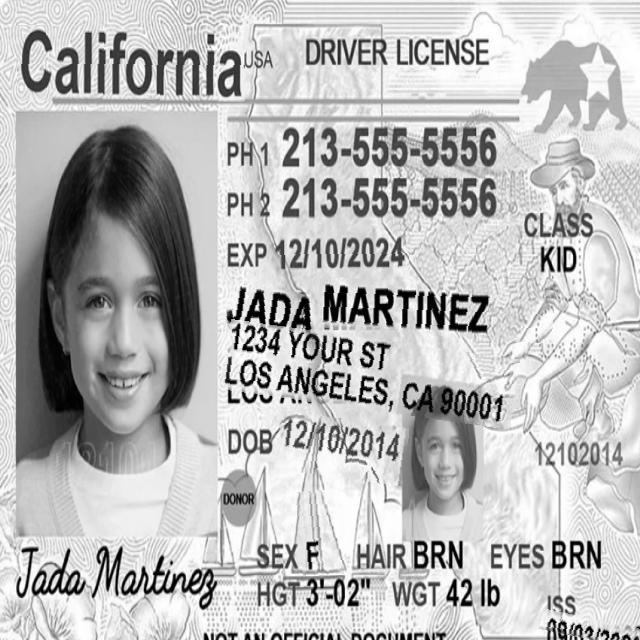 California USA DRIVER LICENSE
PH 1 213-555-5556
PH 2 213-555-5556
CLASS
EXP 12/10/2024
KID
JADA MARTINEZ
1234 YOUR ST
LOS ANGELES, CA 90001
DOB 12/10/2014
12102014
DONOR
SEX F HAIR BRN EYES BRN
Jada Martinez
HGT 3'-02" WGT 42 lb
ISS
NOT AN OFFICIAL DOCUMENT